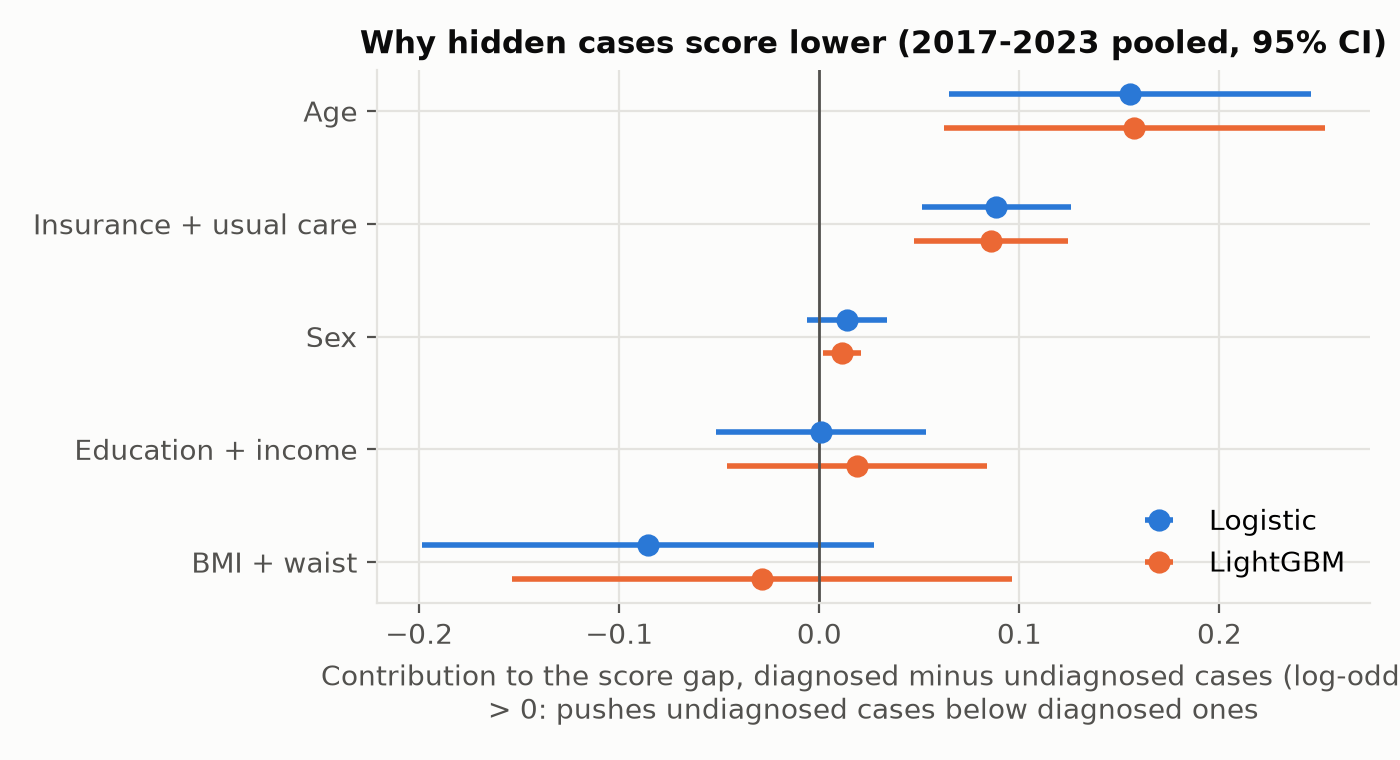 Why hidden cases score lower (2017-2023 pooled, 95% CI)
Age
Insurance + usual care
Sex
Education + income
BMI + waist
Logistic
LightGBM
−0.2 −0.1 0.0 0.1 0.2
Contribution to the score gap, diagnosed minus undiagnosed cases (log-odd
> 0: pushes undiagnosed cases below diagnosed ones